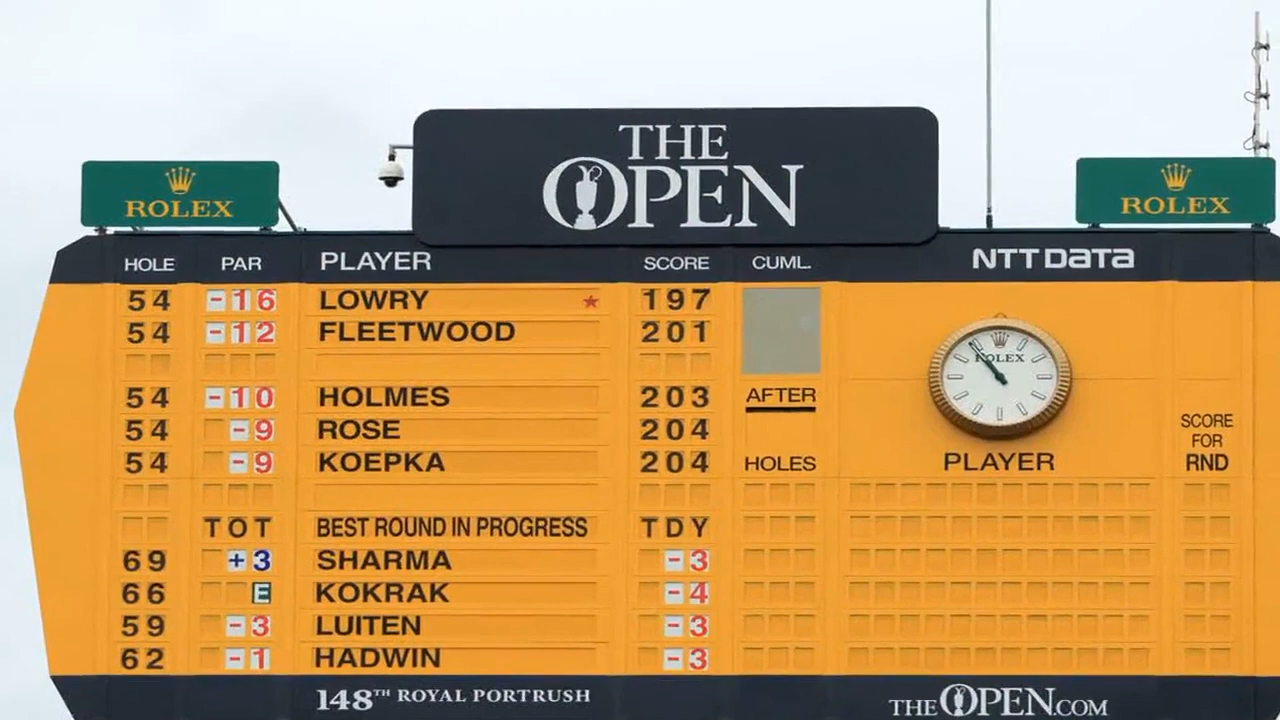 THE
OPEN
ROLEX
ROLEX
HOLE PAR PLAYER SCORE CUML. NTT DATA
54 -16 LOWRY ★ 197
54 -12 FLEETWOOD 201
ROLEX
54 -10 HOLMES 203 AFTER
54 -9 ROSE 204 SCORE FOR
54 -9 KOEPKA 204 HOLES PLAYER RND
TOT BEST ROUND IN PROGRESS TDY
69 +3 SHARMA -3
66 E KOKRAK -4
59 -3 LUITEN -3
62 -1 HADWIN -3
148TH ROYAL PORTRUSH THE OPEN.COM